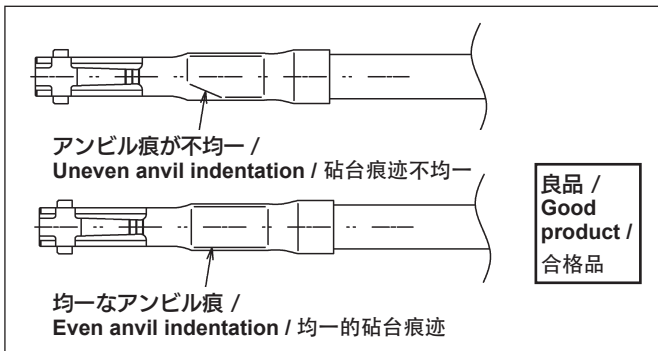 アンビル痕が不均一 /
Uneven anvil indentation / 砧台痕迹不均一
良品 /
Good
product /
合格品
均一なアンビル痕 /
Even anvil indentation / 均一的砧台痕迹